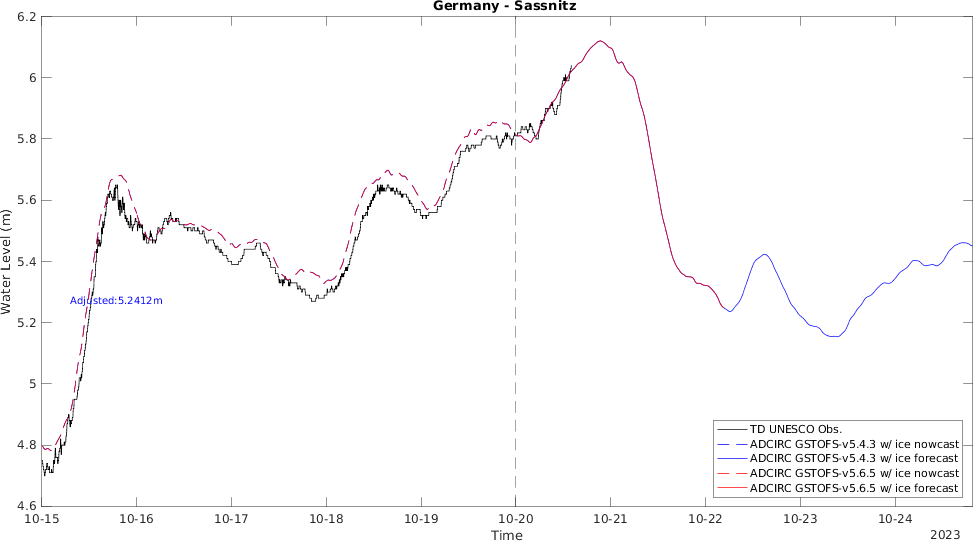 Germany - Sassnitz
6.2
6
5.8
5.6
5.4
5.2
5
4.8
4.6
Water Level (m)
Adjusted:5.2412m
TD UNESCO Obs.
ADCIRC GSTOFS-v5.4.3 w/ ice nowcast
ADCIRC GSTOFS-v5.4.3 w/ ice forecast
ADCIRC GSTOFS-v5.6.5 w/ ice nowcast
ADCIRC GSTOFS-v5.6.5 w/ ice forecast
10-15 10-16 10-17 10-18 10-19 10-20 10-21 10-22 10-23 10-24
Time
2023